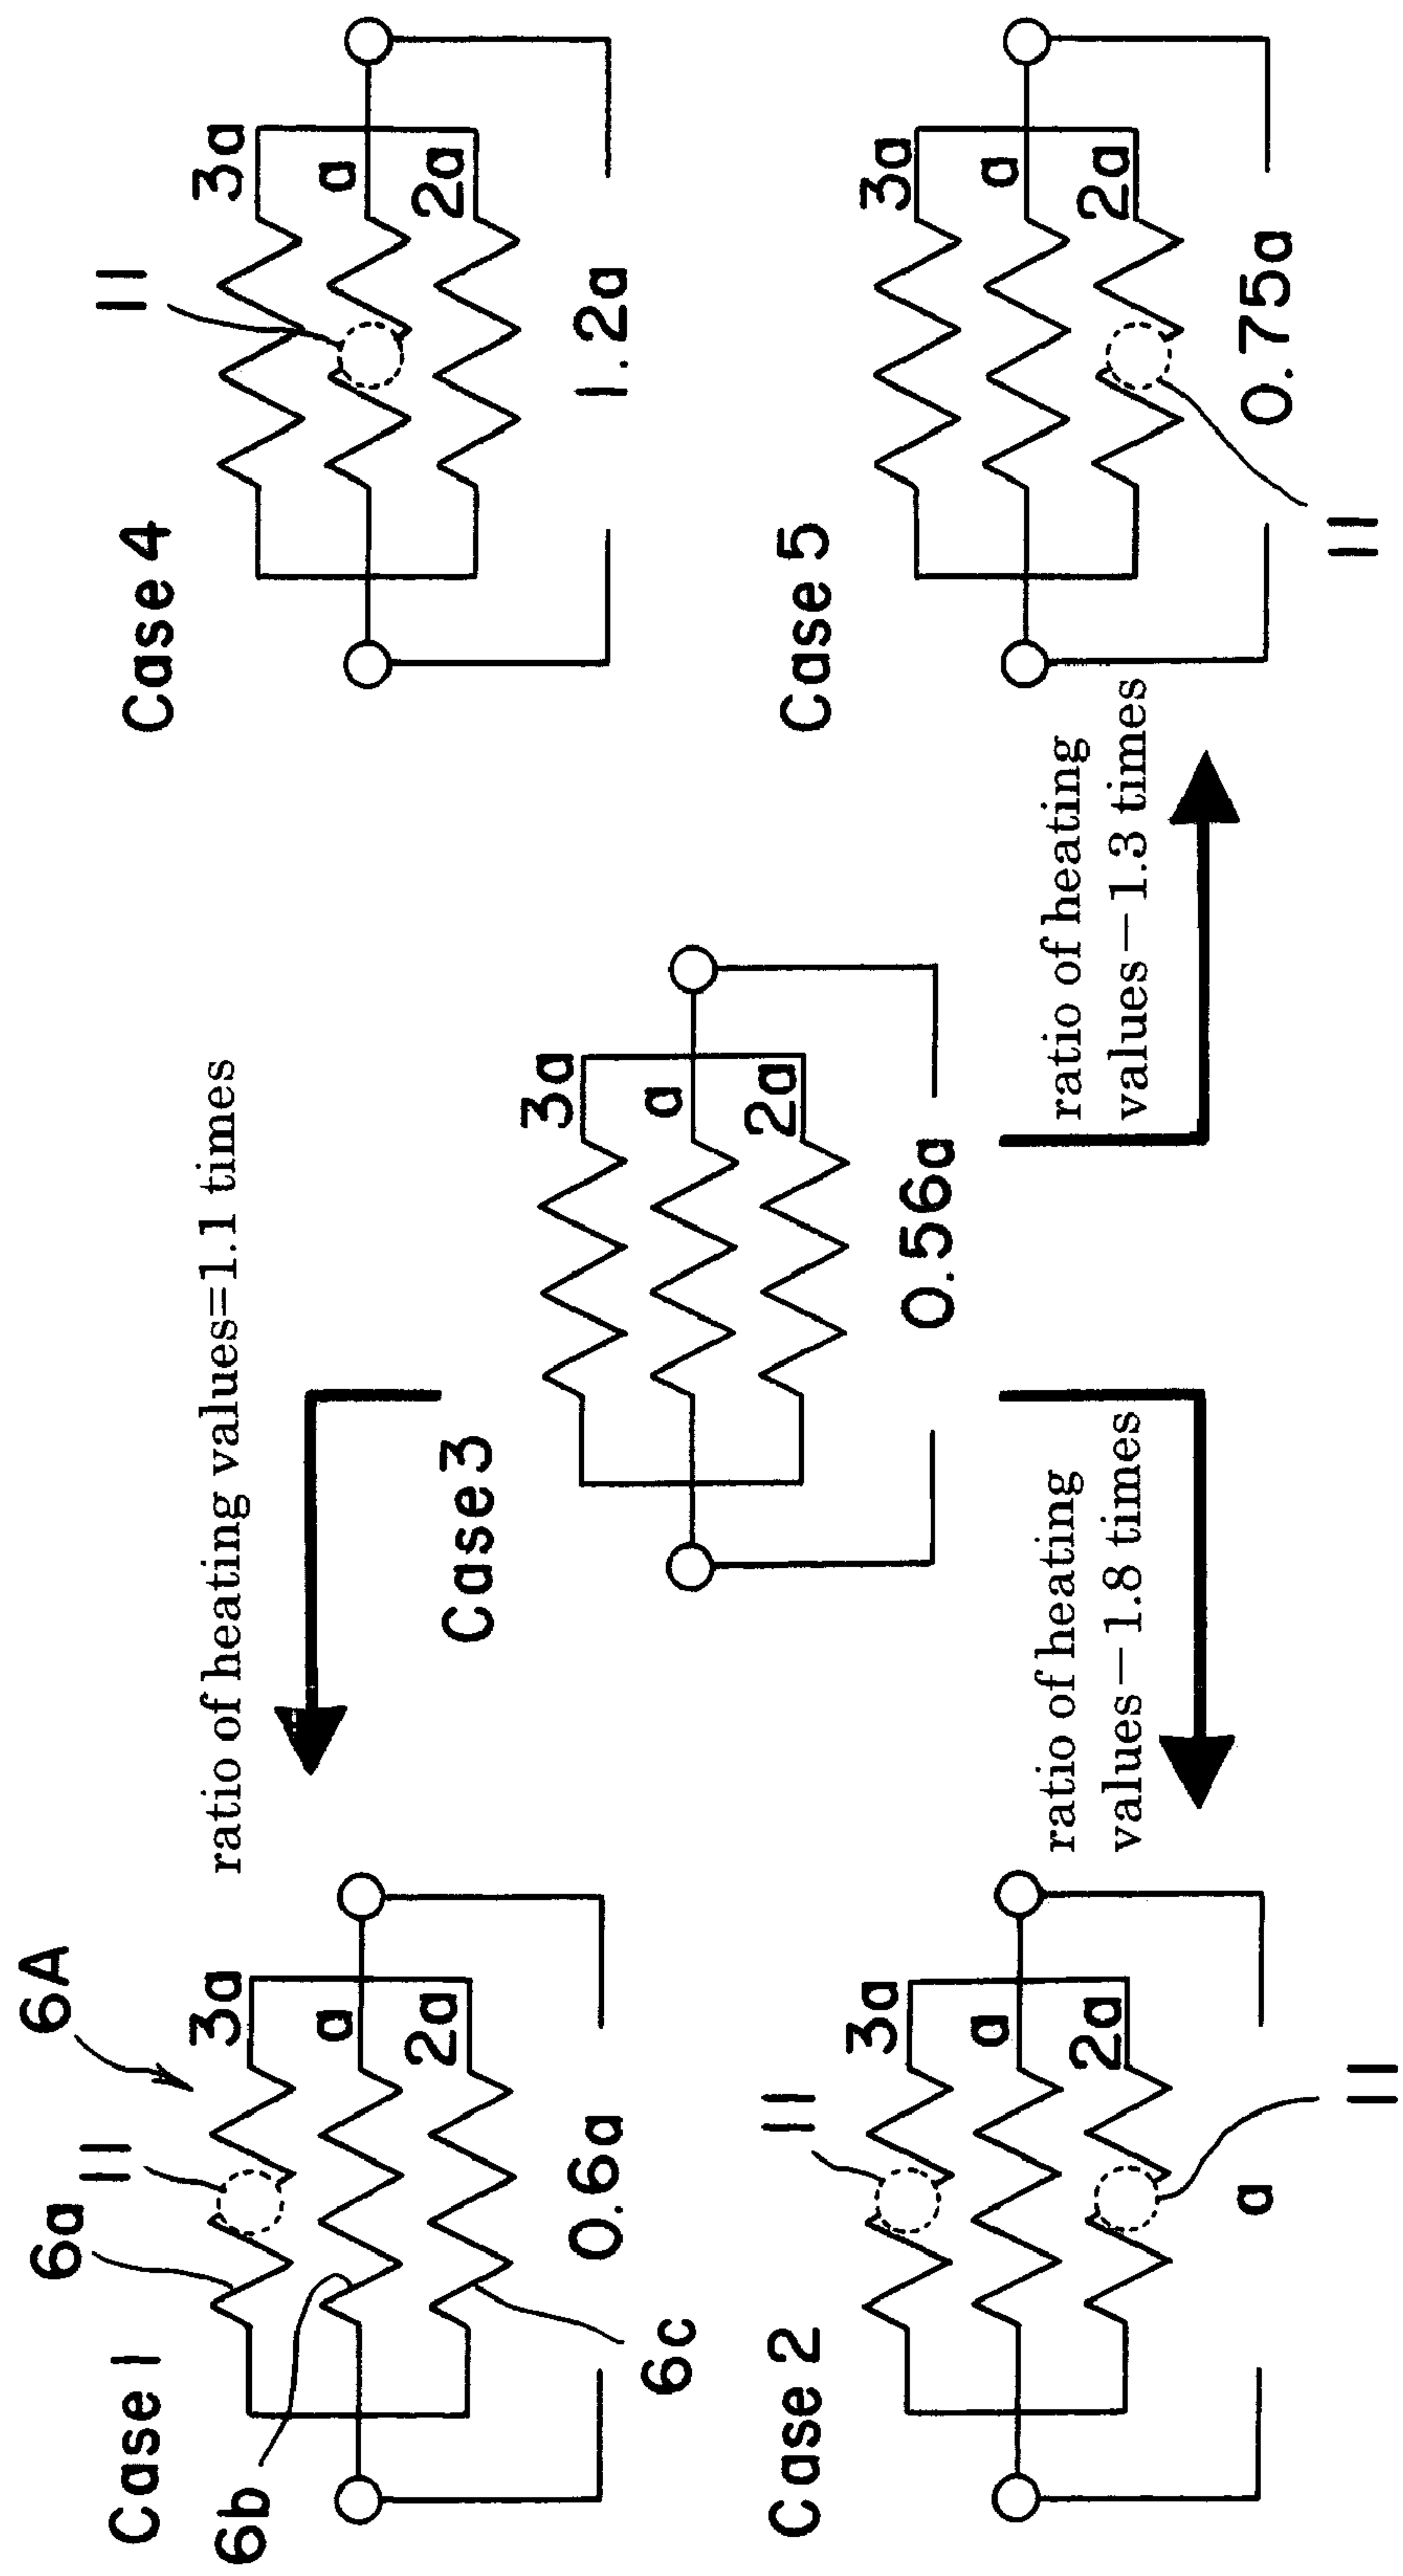 Case 1
6A
6a
11
3a
a
2a
6b
6c
0.6a
Case 2
11
3a
a
2a
11
a
ratio of heating values=1.1 times
Case 3
3a
a
2a
0.56a
ratio of heating
values—1.8 times
ratio of heating
values—1.3 times
Case 4
11
3a
a
2a
1.2a
Case 5
3a
a
2a
11
0.75a